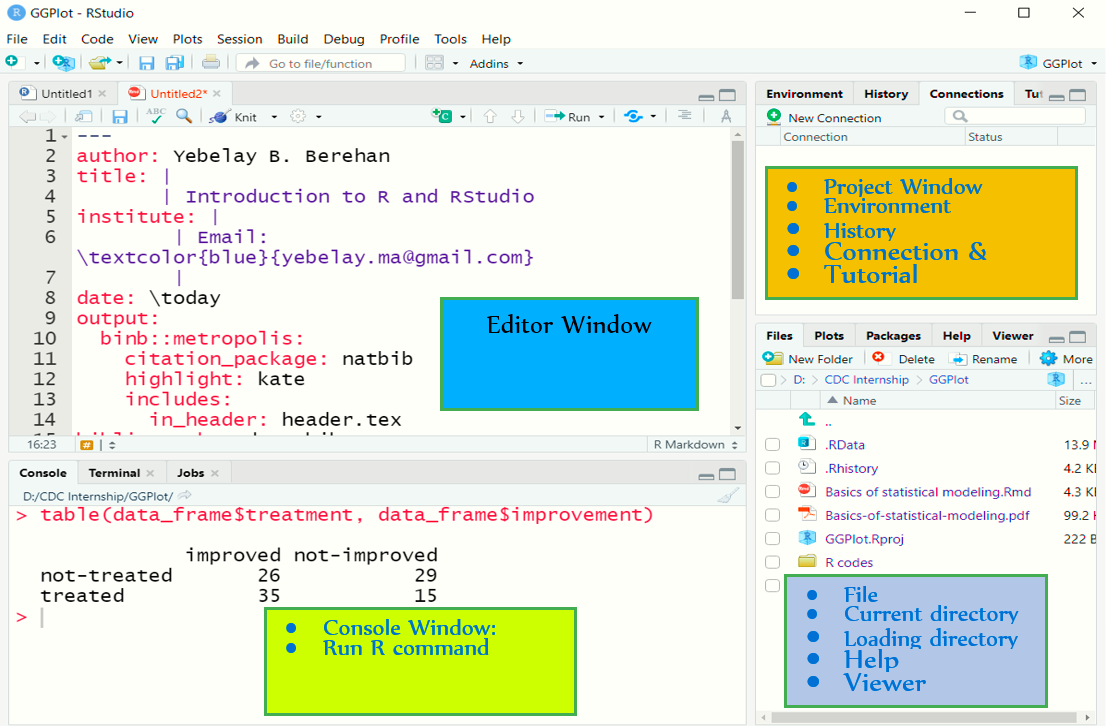 GGPlot - RStudio
File Edit Code View Plots Session Build Debug Profile Tools Help
Go to file/function Addins GGPlot
Untitled1 Untitled2*
ABC Knit Run
1 ---
2 author: Yebelay B. Berehan
3 title: |
4 | Introduction to R and RStudio
5 institute: |
6 | Email:
\textcolor{blue}{yebelay.ma@gmail.com}
7 |
8 date: \today
9 output:
10 binb::metropolis:
11 citation_package: natbib
12 highlight: kate
13 includes:
14 in_header: header.tex
Editor Window
16:23 R Markdown
Console Terminal Jobs
D:/CDC Internship/GGPlot/
> table(data_frame$treatment, data_frame$improvement)
improved not-improved
not-treated 26 29
treated 35 15
>
• Console Window:
• Run R command
Environment History Connections Tut
New Connection
Connection Status
• Project Window
• Environment
• History
• Connection &
• Tutorial
Files Plots Packages Help Viewer
New Folder Delete Rename More
D: CDC Internship GGPlot ...
Name Size
..
.RData 13.9
.Rhistory 4.2 K
Basics of statistical modeling.Rmd 4.3 K
Basics-of-statistical-modeling.pdf 99.2
GGPlot.Rproj 222 B
R codes
• File
• Current directory
• Loading directory
• Help
• Viewer